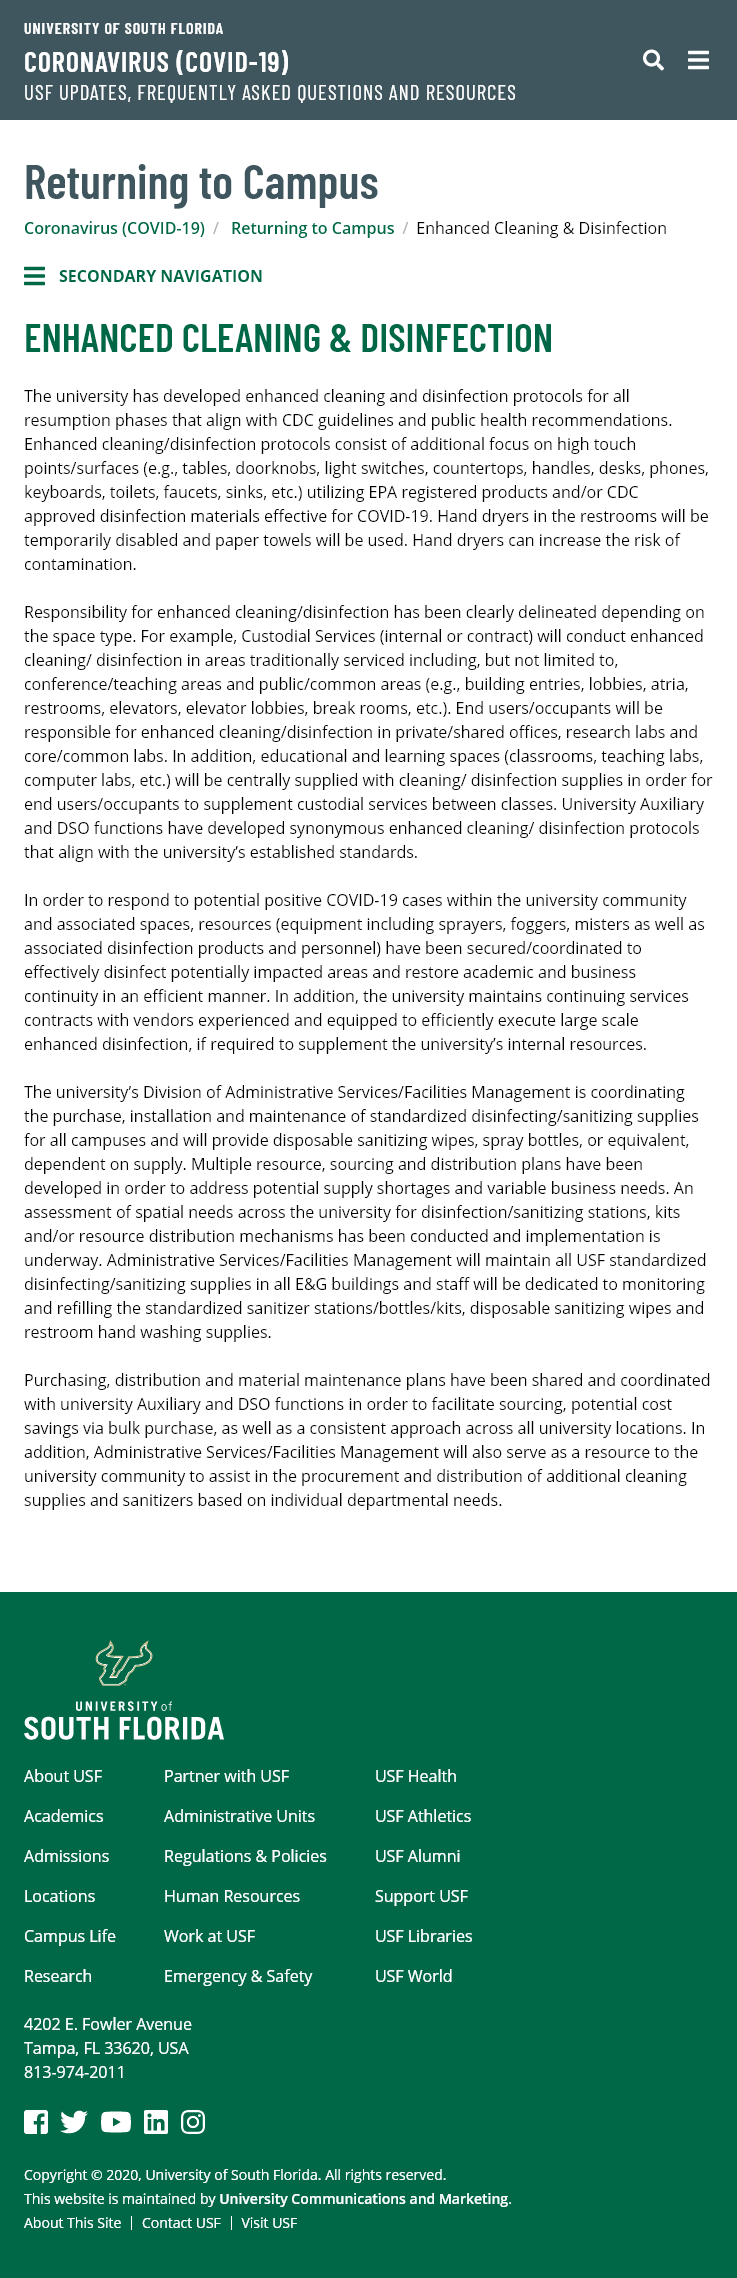 UNIVERSITY OF SOUTH FLORIDA
CORONAVIRUS (COVID-19)
USF UPDATES, FREQUENTLY ASKED QUESTIONS AND RESOURCES
Returning to Campus
Coronavirus (COVID-19) / Returning to Campus / Enhanced Cleaning & Disinfection
SECONDARY NAVIGATION
ENHANCED CLEANING & DISINFECTION
The university has developed enhanced cleaning and disinfection protocols for all
resumption phases that align with CDC guidelines and public health recommendations.
Enhanced cleaning/disinfection protocols consist of additional focus on high touch
points/surfaces (e.g., tables, doorknobs, light switches, countertops, handles, desks, phones,
keyboards, toilets, faucets, sinks, etc.) utilizing EPA registered products and/or CDC
approved disinfection materials effective for COVID-19. Hand dryers in the restrooms will be
temporarily disabled and paper towels will be used. Hand dryers can increase the risk of
contamination.
Responsibility for enhanced cleaning/disinfection has been clearly delineated depending on
the space type. For example, Custodial Services (internal or contract) will conduct enhanced
cleaning/ disinfection in areas traditionally serviced including, but not limited to,
conference/teaching areas and public/common areas (e.g., building entries, lobbies, atria,
restrooms, elevators, elevator lobbies, break rooms, etc.). End users/occupants will be
responsible for enhanced cleaning/disinfection in private/shared offices, research labs and
core/common labs. In addition, educational and learning spaces (classrooms, teaching labs,
computer labs, etc.) will be centrally supplied with cleaning/ disinfection supplies in order for
end users/occupants to supplement custodial services between classes. University Auxiliary
and DSO functions have developed synonymous enhanced cleaning/ disinfection protocols
that align with the university’s established standards.
In order to respond to potential positive COVID-19 cases within the university community
and associated spaces, resources (equipment including sprayers, foggers, misters as well as
associated disinfection products and personnel) have been secured/coordinated to
effectively disinfect potentially impacted areas and restore academic and business
continuity in an efficient manner. In addition, the university maintains continuing services
contracts with vendors experienced and equipped to efficiently execute large scale
enhanced disinfection, if required to supplement the university’s internal resources.
The university’s Division of Administrative Services/Facilities Management is coordinating
the purchase, installation and maintenance of standardized disinfecting/sanitizing supplies
for all campuses and will provide disposable sanitizing wipes, spray bottles, or equivalent,
dependent on supply. Multiple resource, sourcing and distribution plans have been
developed in order to address potential supply shortages and variable business needs. An
assessment of spatial needs across the university for disinfection/sanitizing stations, kits
and/or resource distribution mechanisms has been conducted and implementation is
underway. Administrative Services/Facilities Management will maintain all USF standardized
disinfecting/sanitizing supplies in all E&G buildings and staff will be dedicated to monitoring
and refilling the standardized sanitizer stations/bottles/kits, disposable sanitizing wipes and
restroom hand washing supplies.
Purchasing, distribution and material maintenance plans have been shared and coordinated
with university Auxiliary and DSO functions in order to facilitate sourcing, potential cost
savings via bulk purchase, as well as a consistent approach across all university locations. In
addition, Administrative Services/Facilities Management will also serve as a resource to the
university community to assist in the procurement and distribution of additional cleaning
supplies and sanitizers based on individual departmental needs.
UNIVERSITY of
SOUTH FLORIDA
About USF Partner with USF USF Health
Academics Administrative Units USF Athletics
Admissions Regulations & Policies USF Alumni
Locations Human Resources Support USF
Campus Life Work at USF USF Libraries
Research Emergency & Safety USF World
4202 E. Fowler Avenue
Tampa, FL 33620, USA
813-974-2011
Copyright © 2020, University of South Florida. All rights reserved.
This website is maintained by University Communications and Marketing.
About This Site | Contact USF | Visit USF